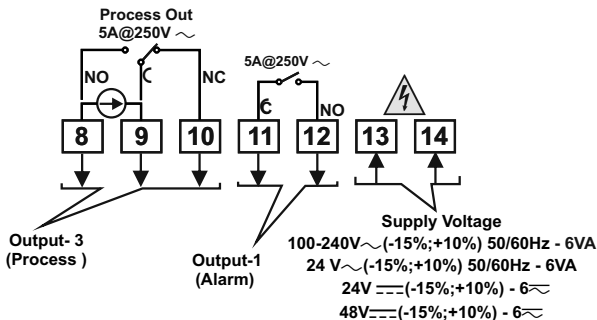 Process Out
5A@250V ～
NO
C
NC
8
9
10
5A@250V ～
C
NO
11
12
13
14
Output- 3
(Process )
Output-1
(Alarm)
Supply Voltage
100-240V～(-15%;+10%) 50/60Hz - 6VA
24 V～(-15%;+10%) 50/60Hz - 6VA
24V ⎓(-15%;+10%) - 6
48V⎓(-15%;+10%) - 6